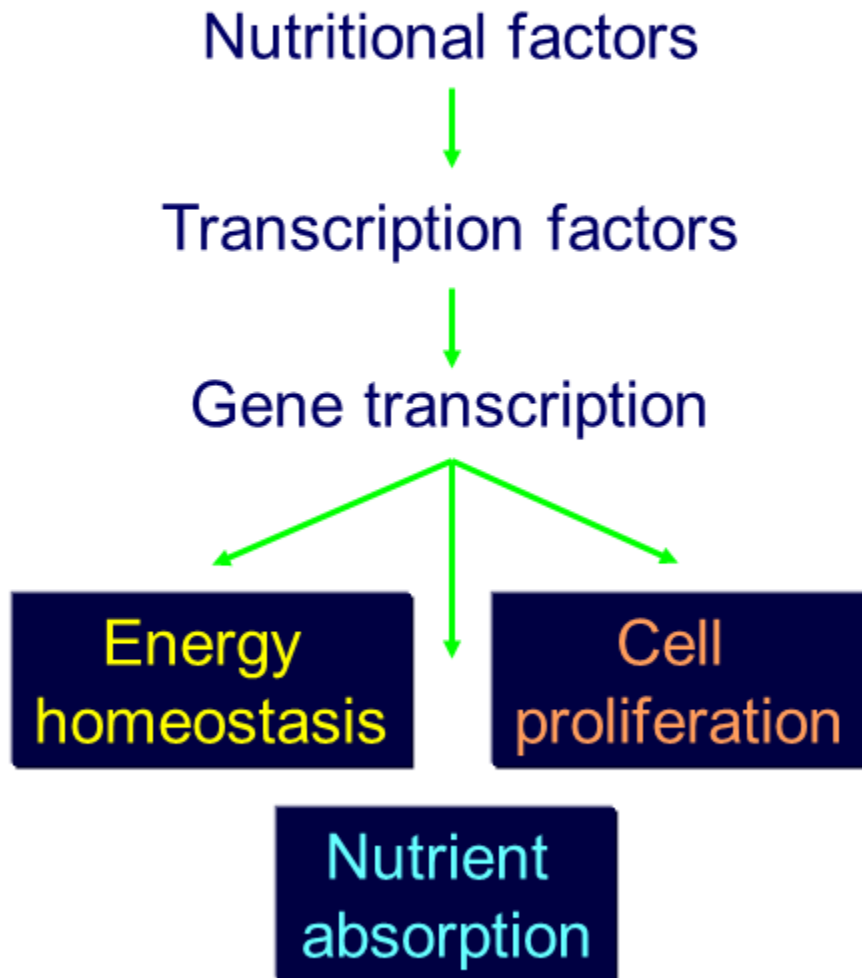 Nutritional factors
Transcription factors
Gene transcription
Energy
homeostasis
Cell
proliferation
Nutrient
absorption